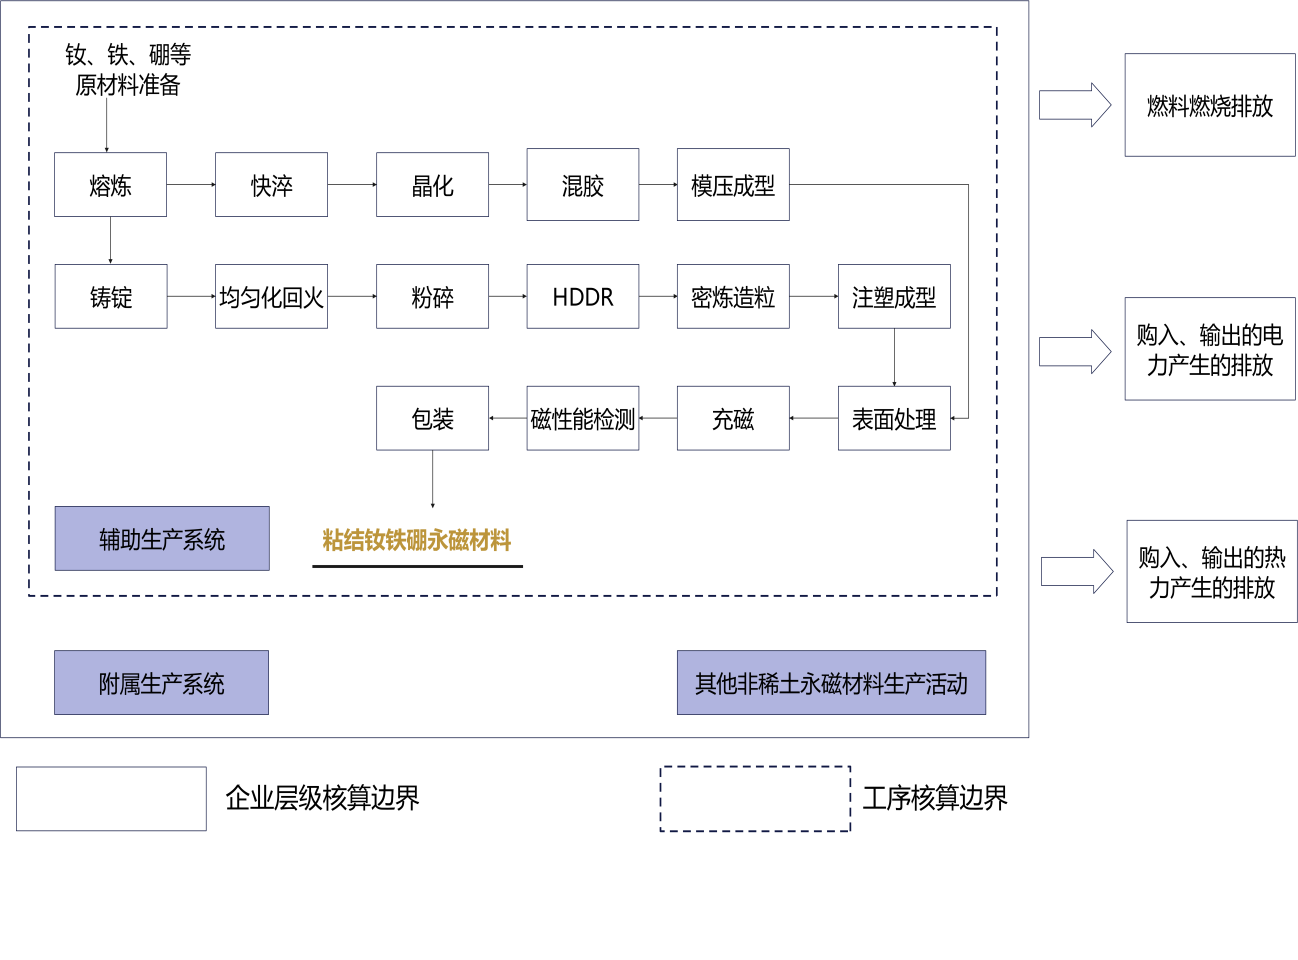 钕、铁、硼等
原材料准备
燃料燃烧排放
熔炼
快淬
晶化
混胶
模压成型
铸锭
均匀化回火
粉碎
HDDR
密炼造粒
注塑成型
购入、输出的电
力产生的排放
包装
磁性能检测
充磁
表面处理
辅助生产系统
粘结钕铁硼永磁材料
购入、输出的热
力产生的排放
附属生产系统
其他非稀土永磁材料生产活动
企业层级核算边界
工序核算边界